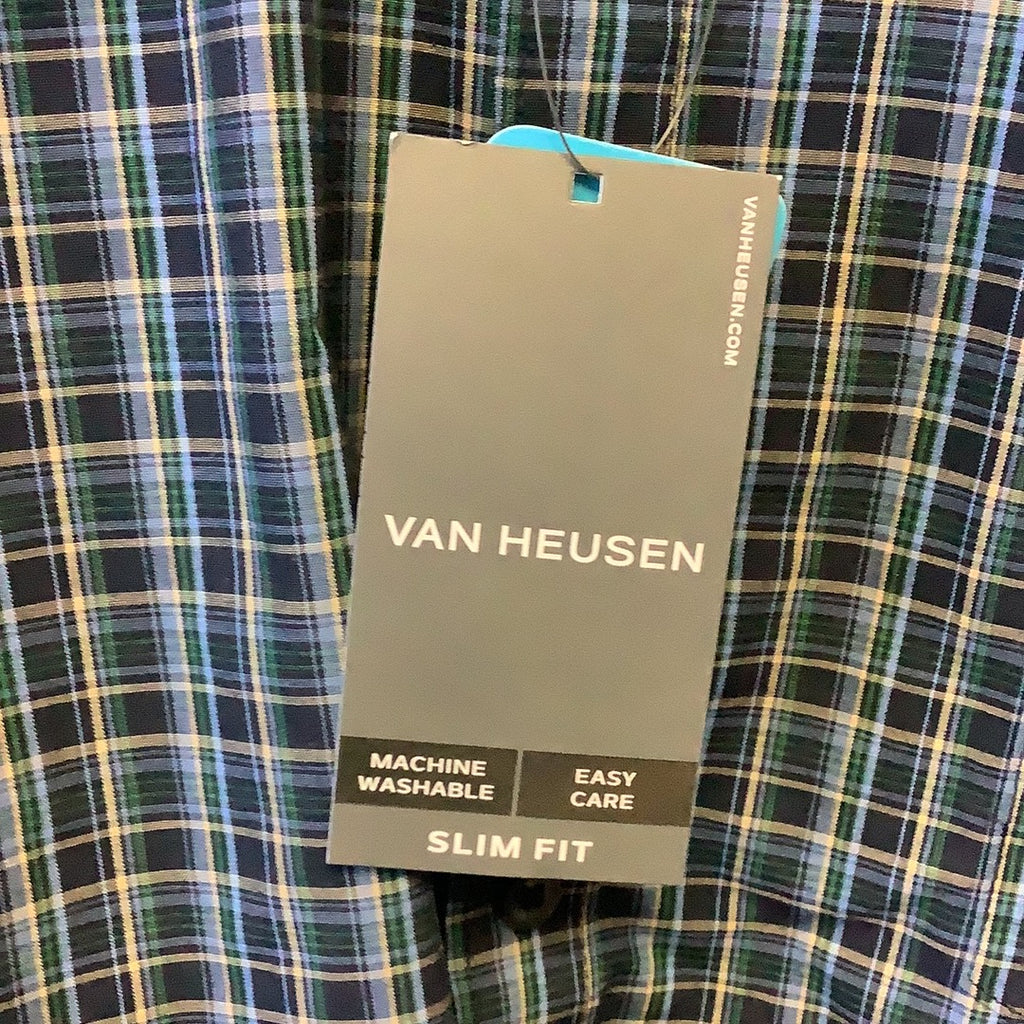 VANHEUSEN.COM
VAN HEUSEN
MACHINE
WASHABLE
EASY
CARE
SLIM FIT